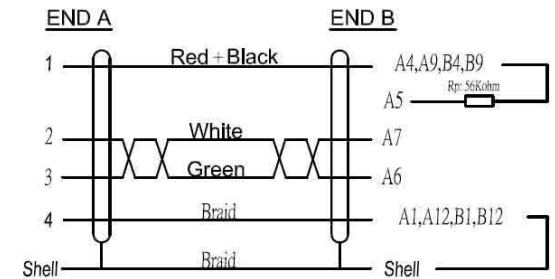 END A
END B
1
Red+Black
A4,A9,B4,B9
Rp: 56Kohm
A5
2
White
A7
3
Green
A6
4
Braid
A1,A12,B1,B12
Shell
Braid
Shell